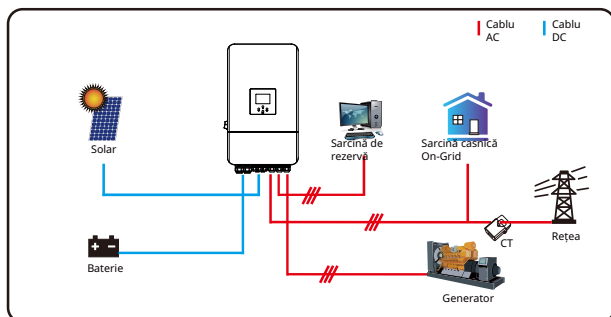 Cablu
AC
Cablu
DC
Solar
Sarcină de
rezervă
Sarcină casnică
On-Grid
CT
Rețea
Baterie
Generator